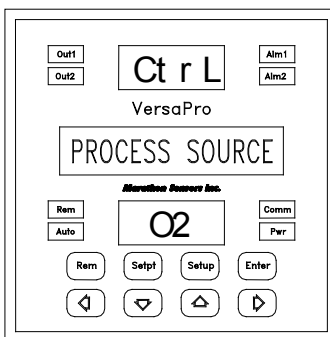 Out1 Ct r L Alm1
Out2 Alm2
VersaPro
PROCESS SOURCE
Marathon Sensors Inc.
Rem O2 Comm
Auto Pwr
Rem Setpt Setup Enter